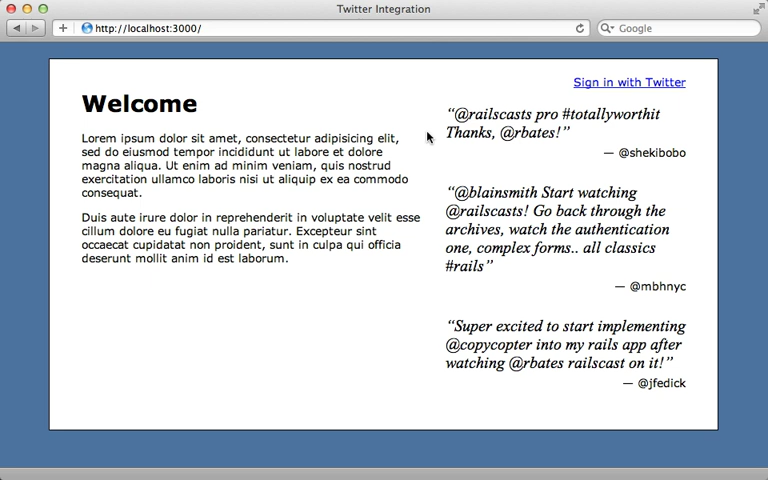 Twitter Integration
http://localhost:3000/
Google
Sign in with Twitter
Welcome
Lorem ipsum dolor sit amet, consectetur adipisicing elit,
sed do eiusmod tempor incididunt ut labore et dolore
magna aliqua. Ut enim ad minim veniam, quis nostrud
exercitation ullamco laboris nisi ut aliquip ex ea commodo
consequat.
Duis aute irure dolor in reprehenderit in voluptate velit esse
cillum dolore eu fugiat nulla pariatur. Excepteur sint
occaecat cupidatat non proident, sunt in culpa qui officia
deserunt mollit anim id est laborum.
“@railscasts pro #totallyworthit
Thanks, @rbates!”
— @shekibobo
“@blainsmith Start watching
@railscasts! Go back through the
archives, watch the authentication
one, complex forms.. all classics
#rails”
— @mbhnyc
“Super excited to start implementing
@copycopter into my rails app after
watching @rbates railscast on it!”
— @jfedick